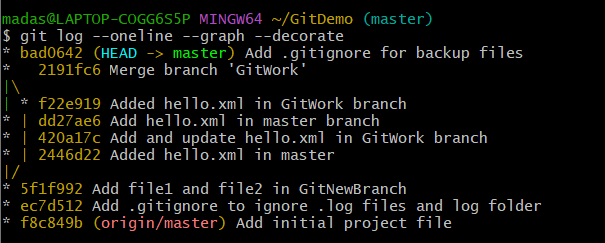 madas@LAPTOP-COGG6S5P MINGW64 ~/GitDemo (master)
$ git log --oneline --graph --decorate
* bad0642 (HEAD -> master) Add .gitignore for backup files
*   2191fc6 Merge branch 'GitWork'
|\
| * f22e919 Added hello.xml in GitWork branch
* | dd27ae6 Add hello.xml in master branch
* | 420a17c Add and update hello.xml in GitWork branch
* | 2446d22 Added hello.xml in master
|/
* 5f1f992 Add file1 and file2 in GitNewBranch
* ec7d512 Add .gitignore to ignore .log files and log folder
* f8c849b (origin/master) Add initial project file